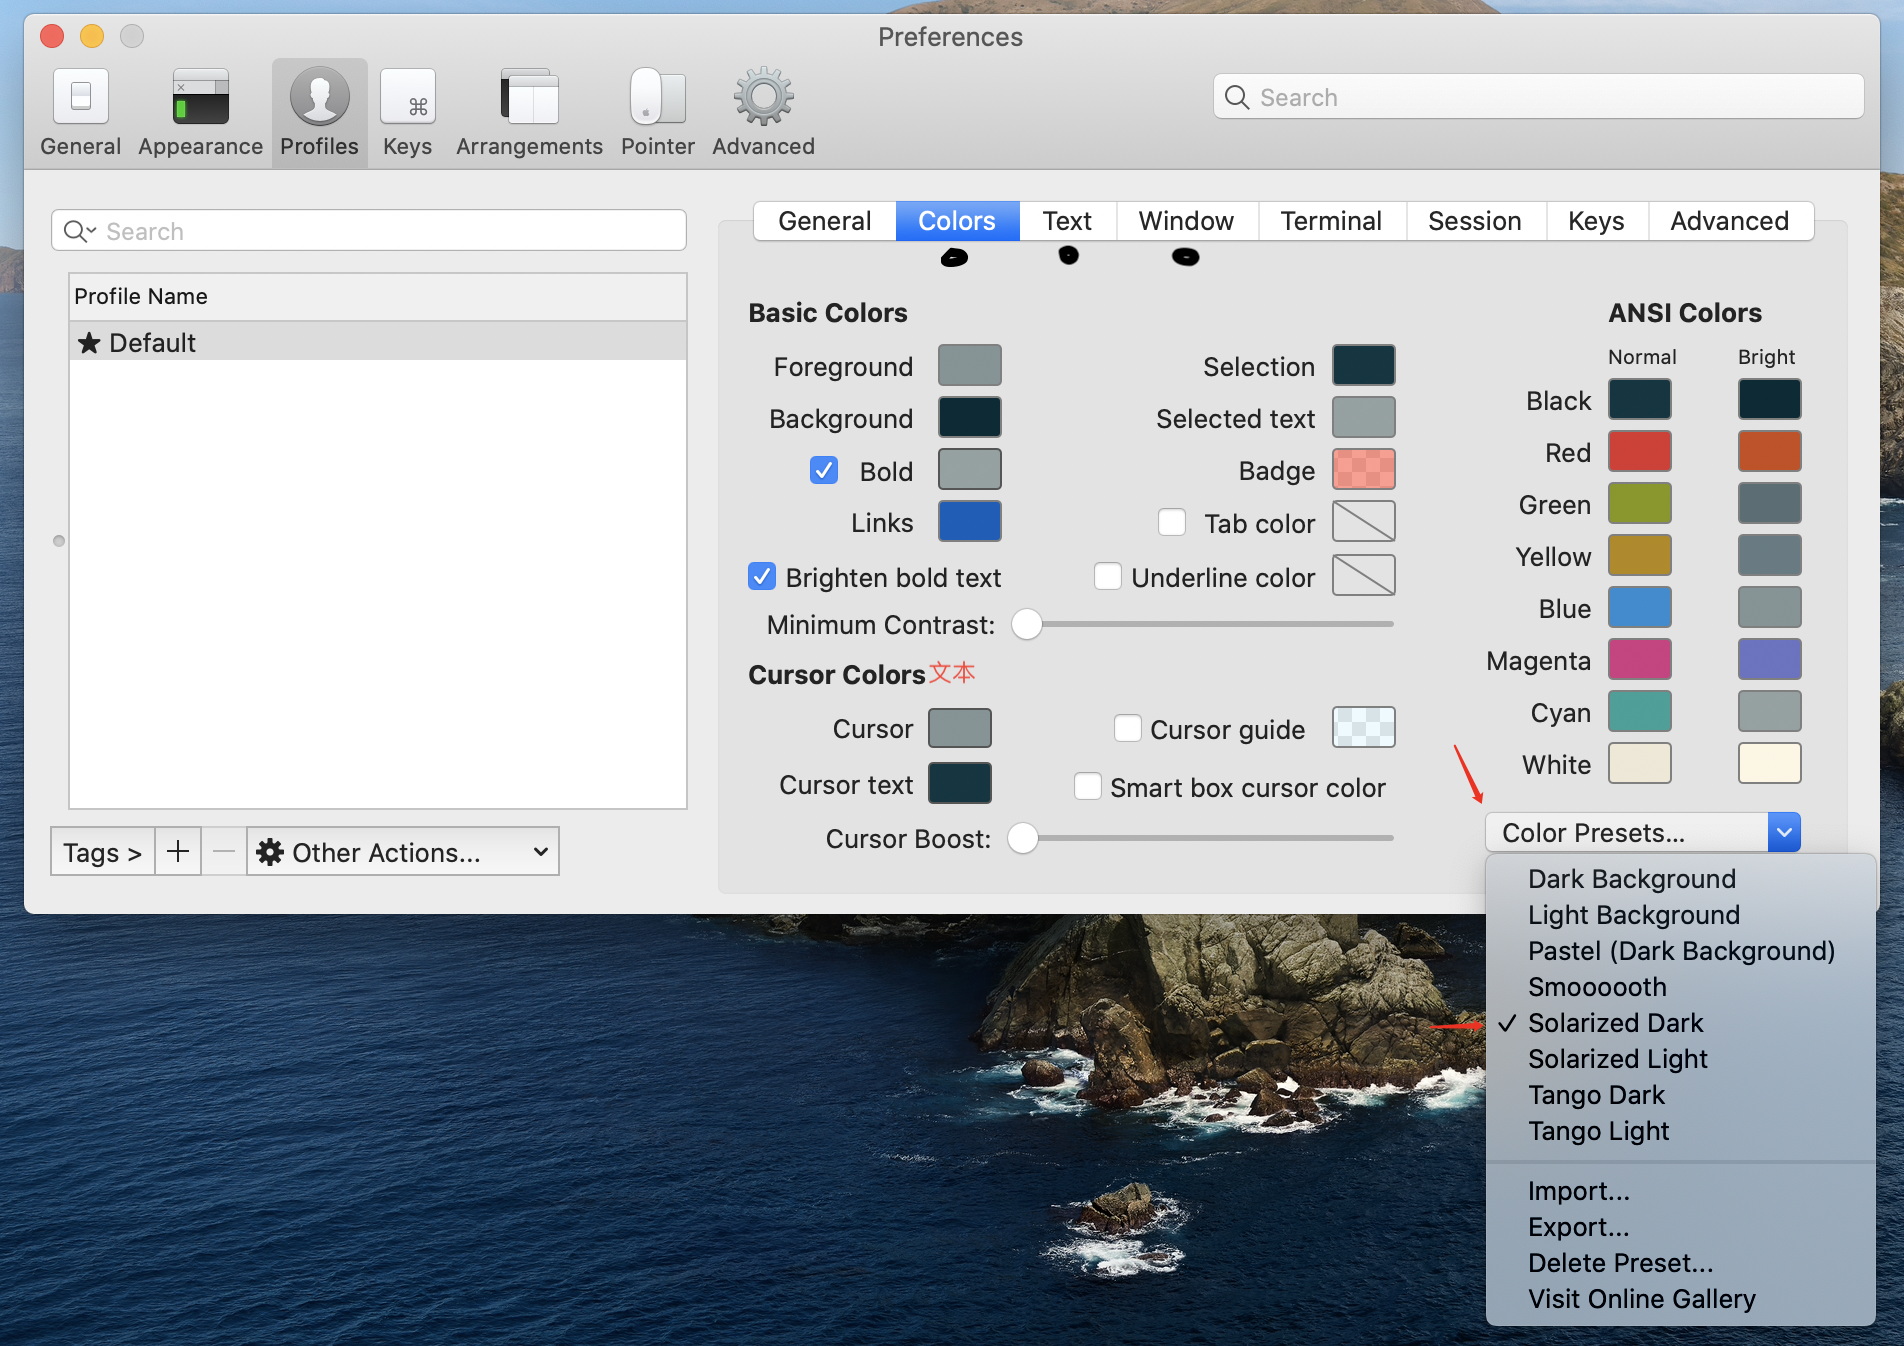 Preferences
General Appearance Profiles Keys Arrangements Pointer Advanced
Search
Search
Profile Name
Default
Tags > + − Other Actions...
General Colors Text Window Terminal Session Keys Advanced
Basic Colors
Foreground
Background
Bold
Links
Brighten bold text
Minimum Contrast:
Selection
Selected text
Badge
Tab color
Underline color
Cursor Colors文本
Cursor
Cursor text
Cursor Boost:
Cursor guide
Smart box cursor color
ANSI Colors
Normal Bright
Black
Red
Green
Yellow
Blue
Magenta
Cyan
White
Color Presets...
Dark Background
Light Background
Pastel (Dark Background)
Smoooooth
✓ Solarized Dark
Solarized Light
Tango Dark
Tango Light
Import...
Export...
Delete Preset...
Visit Online Gallery